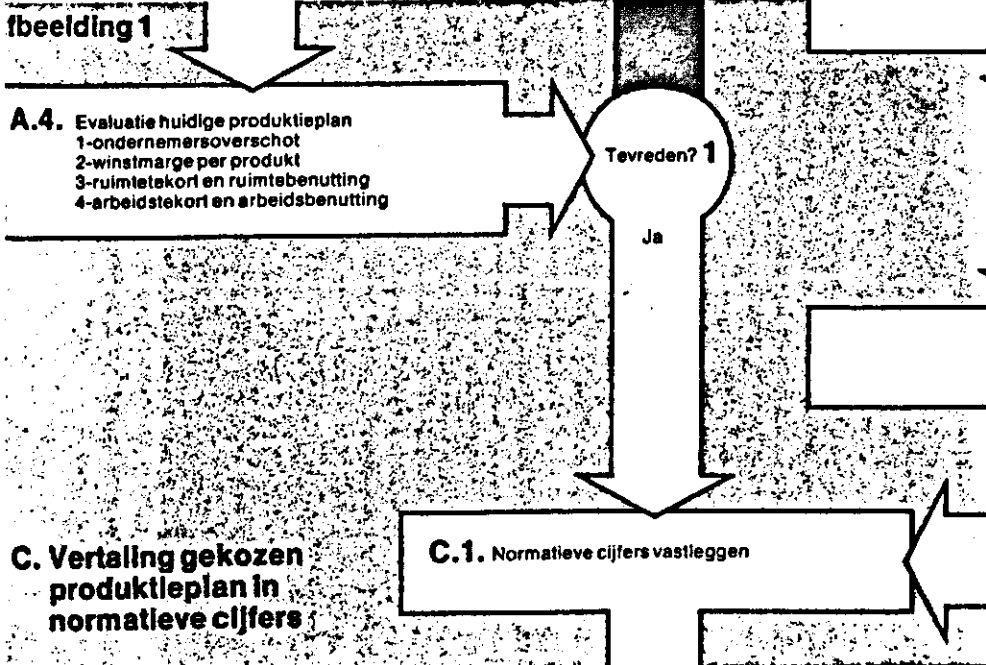 fbeelding 1
A.4. Evaluatie huidige produktieplan
1-ondernemersoverschot
2-winstmarge per produkt
3-ruimtetekort en ruimtebenutting
4-arbeidstekort en arbeidsbenutting
Tevreden? 1
Ja
C. Vertaling gekozen
produktieplan in
normatieve cijfers
C.1. Normatieve cijfers vastleggen